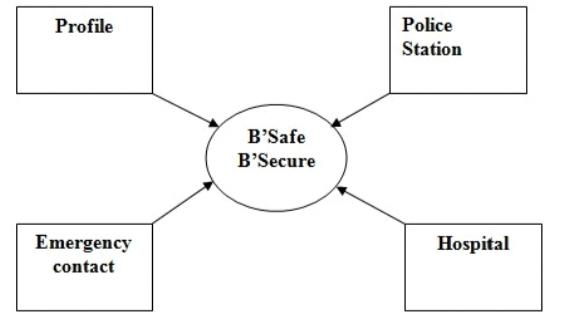 Profile
Police
Station
B’Safe
B’Secure
Emergency
contact
Hospital